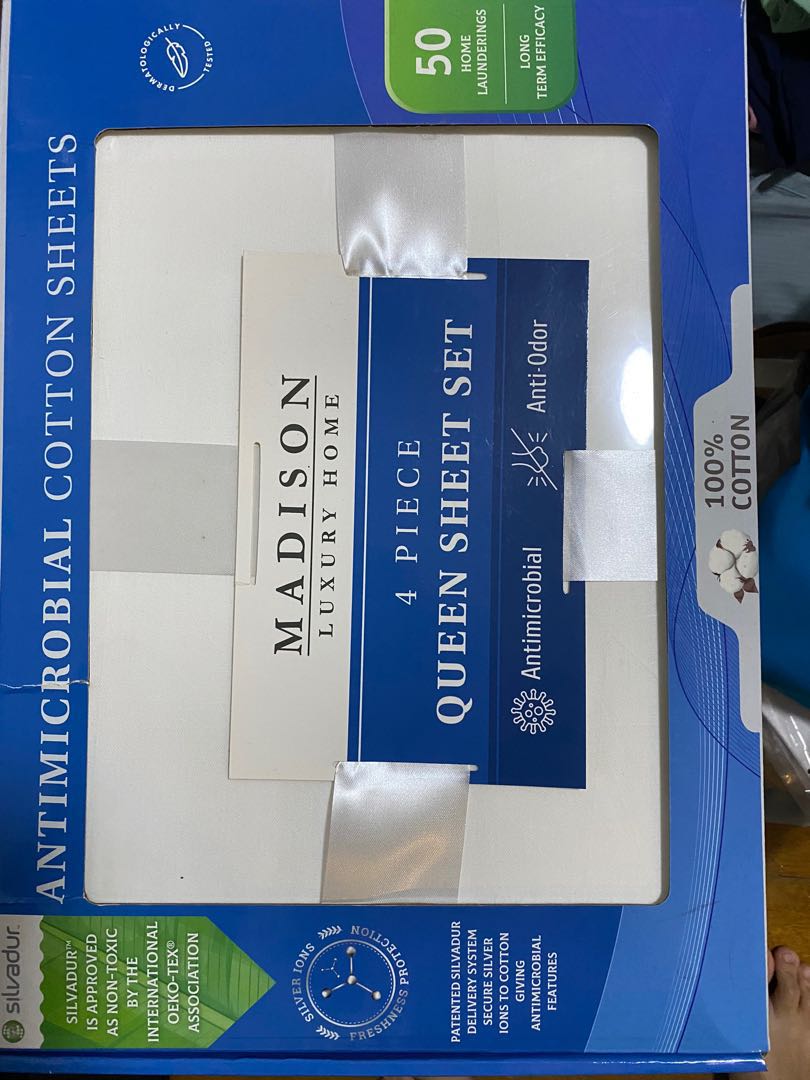 silvadur™
SILVADUR™
IS APPROVED
AS NON-TOXIC
BY THE
INTERNATIONAL
OEKO-TEX®
ASSOCIATION
ANTIMICROBIAL COTTON SHEETS
DERMATOLOGICALLY TESTED
SILVER IONS
FRESHNESS PROTECTION
PATENTED SILVADUR
DELIVERY SYSTEM
SECURE SILVER
IONS TO COTTON
GIVING
ANTIMICROBIAL
FEATURES
MADISON
LUXURY HOME
4 PIECE
QUEEN SHEET SET
Antimicrobial
Anti-Odor
50
HOME
LAUNDERINGS
LONG
TERM EFFICACY
100%
COTTON